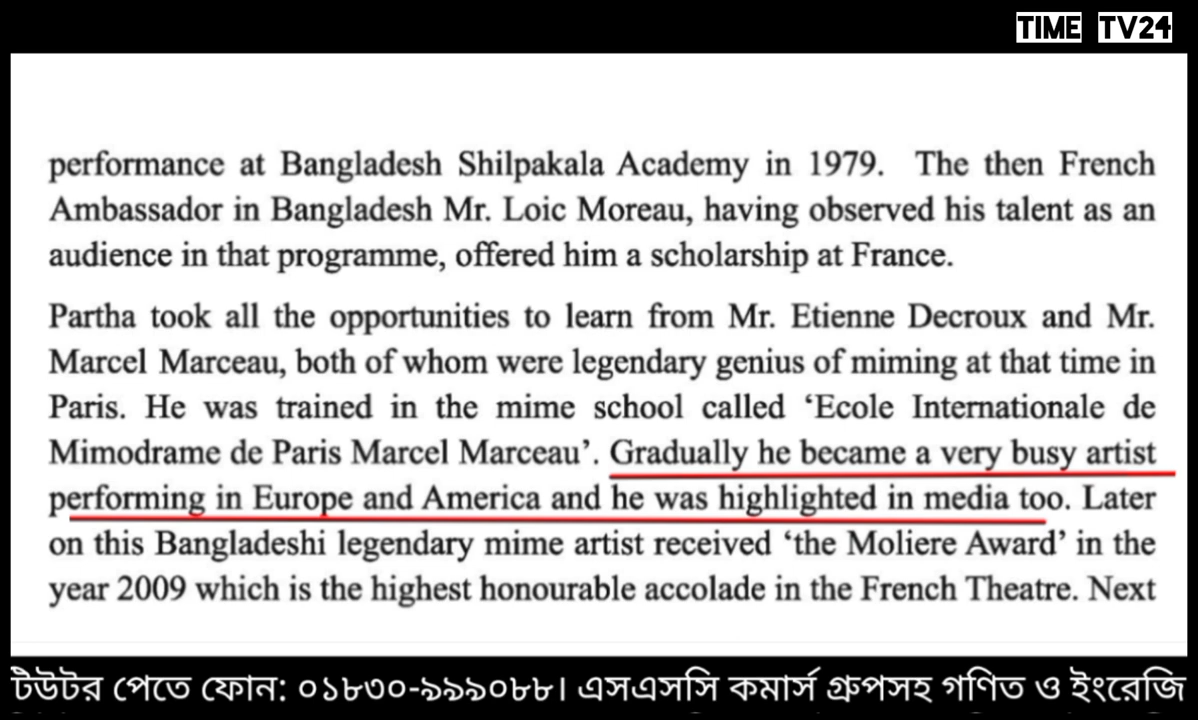 TIME TV24
performance at Bangladesh Shilpakala Academy in 1979. The then French
Ambassador in Bangladesh Mr. Loic Moreau, having observed his talent as an
audience in that programme, offered him a scholarship at France.
Partha took all the opportunities to learn from Mr. Etienne Decroux and Mr.
Marcel Marceau, both of whom were legendary genius of miming at that time in
Paris. He was trained in the mime school called ‘Ecole Internationale de
Mimodrame de Paris Marcel Marceau’. Gradually he became a very busy artist
performing in Europe and America and he was highlighted in media too. Later
on this Bangladeshi legendary mime artist received ‘the Moliere Award’ in the
year 2009 which is the highest honourable accolade in the French Theatre. Next
টিউটর পেতে ফোন: ০১৮৩০-৯৯৯০৮৮। এসএসসি কমার্স গ্রুপসহ গণিত ও ইংরেজি